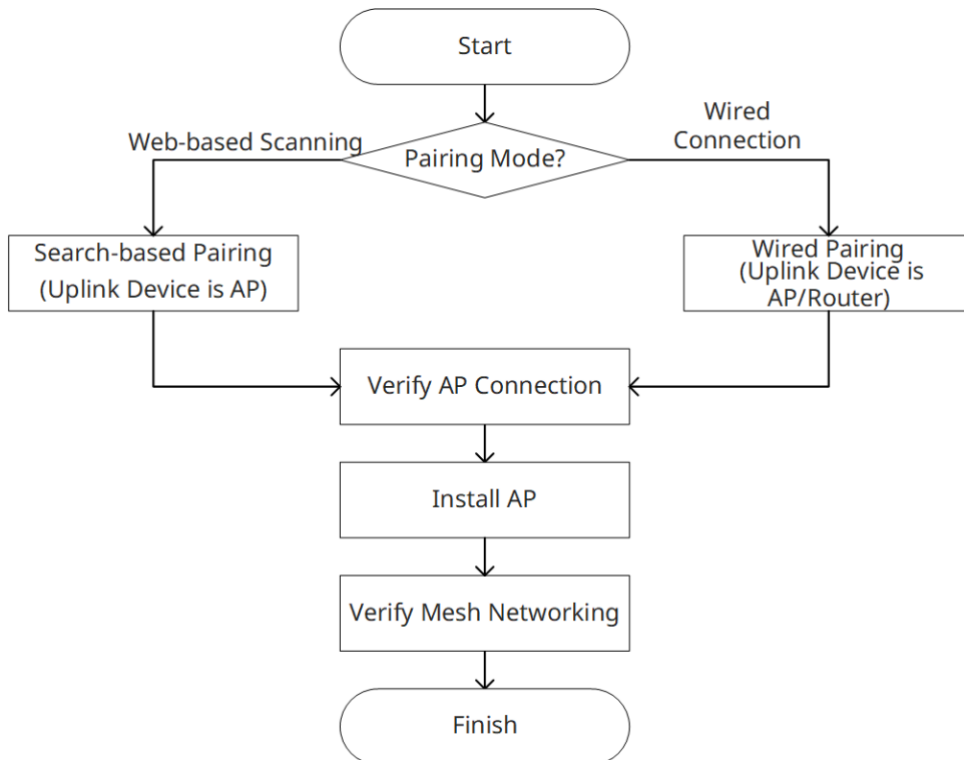 Start
Wired
Connection
Web-based Scanning
Pairing Mode?
Search-based Pairing
(Uplink Device is AP)
Wired Pairing
(Uplink Device is
AP/Router)
Verify AP Connection
Install AP
Verify Mesh Networking
Finish